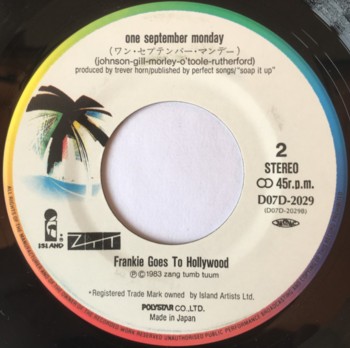 one september monday
(ワン・セプテンバー・マンデー)
(johnson-gill-morley-o'toole-rutherford)
produced by trever horn/published by perfect songs/"soap it up"
2
STEREO
45r.p.m.
D07D-2029
(D07D-2029B)
ISLAND
ZTT
Frankie Goes To Hollywood
Ⓟ©1983 zang tumb tuum
•Registered Trade Mark owned by Island Artists Ltd.
POLYSTAR CO.,LTD.
Made in Japan